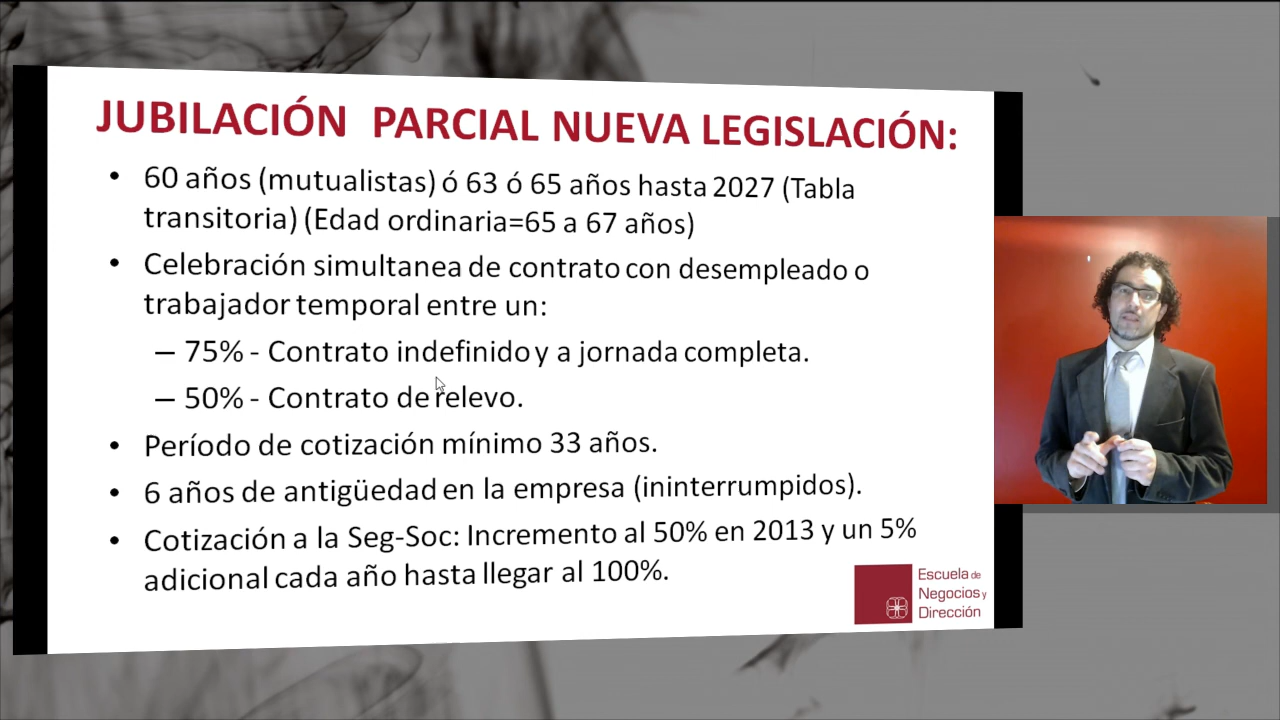 JUBILACIÓN PARCIAL NUEVA LEGISLACIÓN:
• 60 años (mutualistas) ó 63 ó 65 años hasta 2027 (Tabla
transitoria) (Edad ordinaria=65 a 67 años)
• Celebración simultanea de contrato con desempleado o
trabajador temporal entre un:
– 75% - Contrato indefinido y a jornada completa.
– 50% - Contrato de relevo.
• Período de cotización mínimo 33 años.
• 6 años de antigüedad en la empresa (ininterrumpidos).
• Cotización a la Seg-Soc: Incremento al 50% en 2013 y un 5%
adicional cada año hasta llegar al 100%.
Escuela de
Negocios y
Dirección